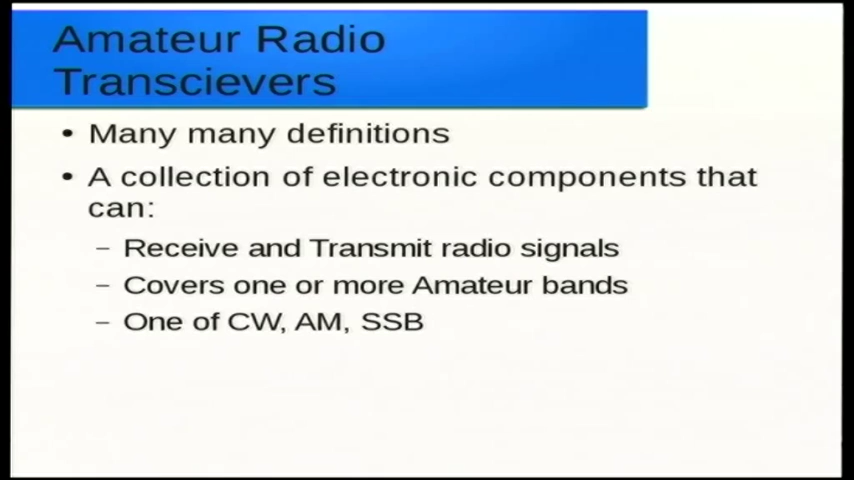 Amateur Radio
Transcievers
• Many many definitions
• A collection of electronic components that
can:
– Receive and Transmit radio signals
– Covers one or more Amateur bands
– One of CW, AM, SSB